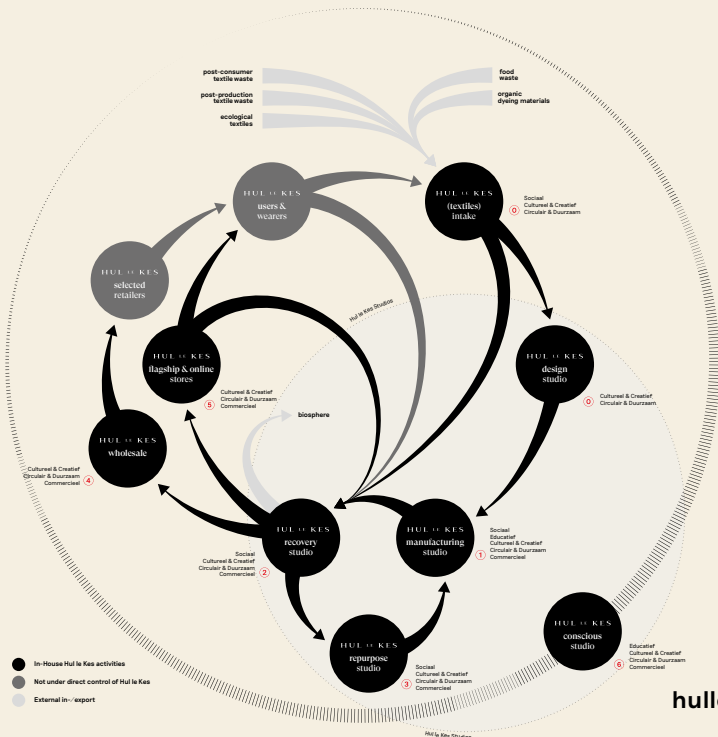 post-consumer
textile waste
post-production
textile waste
ecological
textiles
food
waste
organic
dyeing materials
HUL le KES
users &
wearers
HUL le KES
(textiles)
intake
0
Sociaal
Cultureel & Creatief
Circulair & Duurzaam
HUL le KES
selected
retailers
Hul le Kes Studios
HUL le KES
flagship & online
stores
5
Cultureel & Creatief
Circulair & Duurzaam
Commercieel
HUL le KES
design
studio
0
Cultureel & Creatief
Circulair & Duurzaam
biosphere
HUL le KES
wholesale
Cultureel & Creatief
Circulair & Duurzaam
Commercieel
4
HUL le KES
recovery
studio
Sociaal
Cultureel & Creatief
Circulair & Duurzaam
Commercieel
2
HUL le KES
manufacturing
studio
1
Sociaal
Educatief
Cultureel & Creatief
Circulair & Duurzaam
Commercieel
HUL le KES
repurpose
studio
3
Sociaal
Cultureel & Creatief
Circulair & Duurzaam
Commercieel
HUL le KES
conscious
studio
6
Educatief
Cultureel & Creatief
Circulair & Duurzaam
Commercieel
In-House Hul le Kes activities
Not under direct control of Hul le Kes
External in-/export
hulle
Hul le Kes Studios